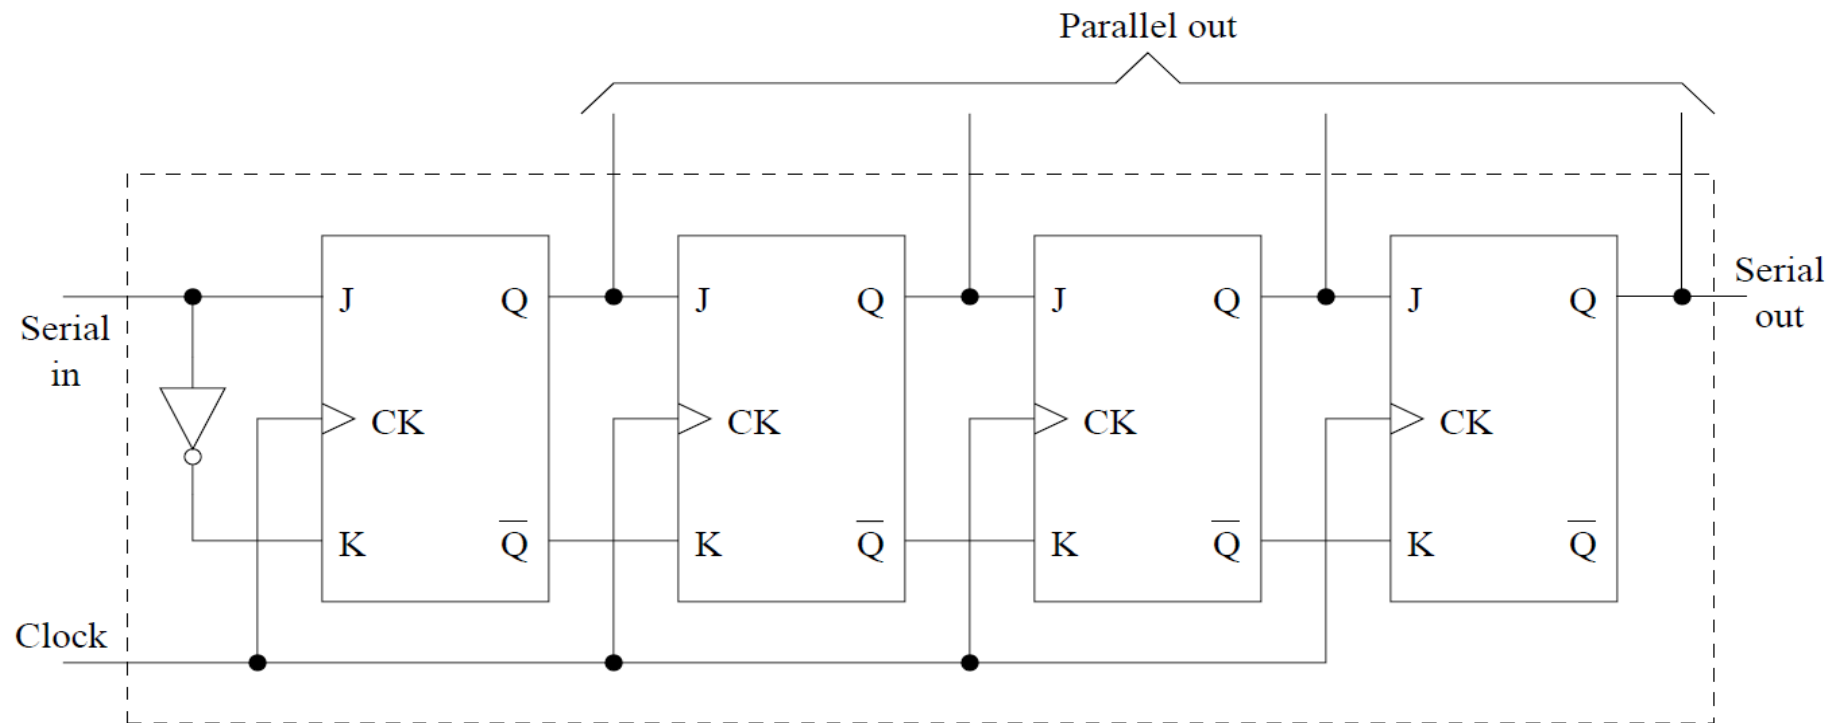 Parallel out
Serial
in
J
Q
CK
K
Q̅
J
Q
CK
K
Q̅
J
Q
CK
K
Q̅
J
Q
CK
K
Q̅
Serial
out
Clock